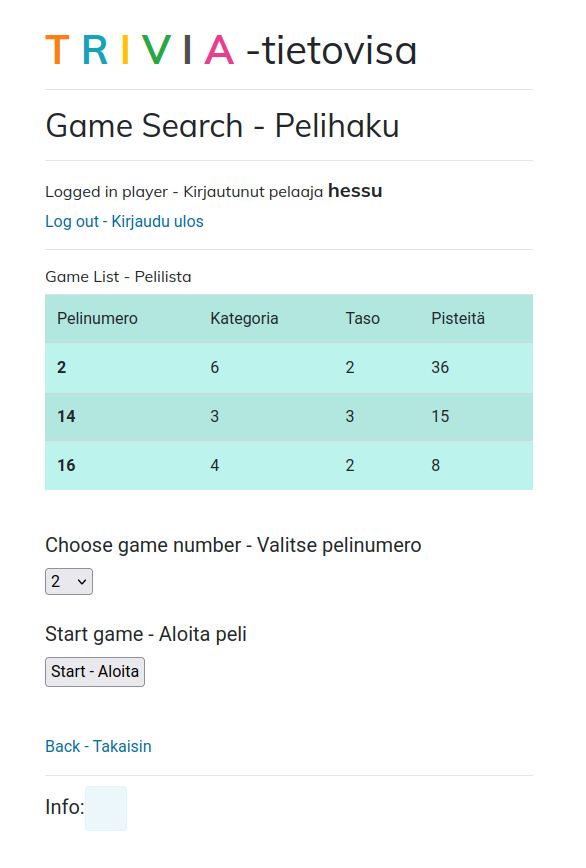 T R I V I A -tietovisa
Game Search - Pelihaku
Logged in player - Kirjautunut pelaaja hessu
Log out - Kirjaudu ulos
Game List - Pelilista
Pelinumero Kategoria Taso Pisteitä
2 6 2 36
14 3 3 15
16 4 2 8
Choose game number - Valitse pelinumero
2
Start game - Aloita peli
Start - Aloita
Back - Takaisin
Info: